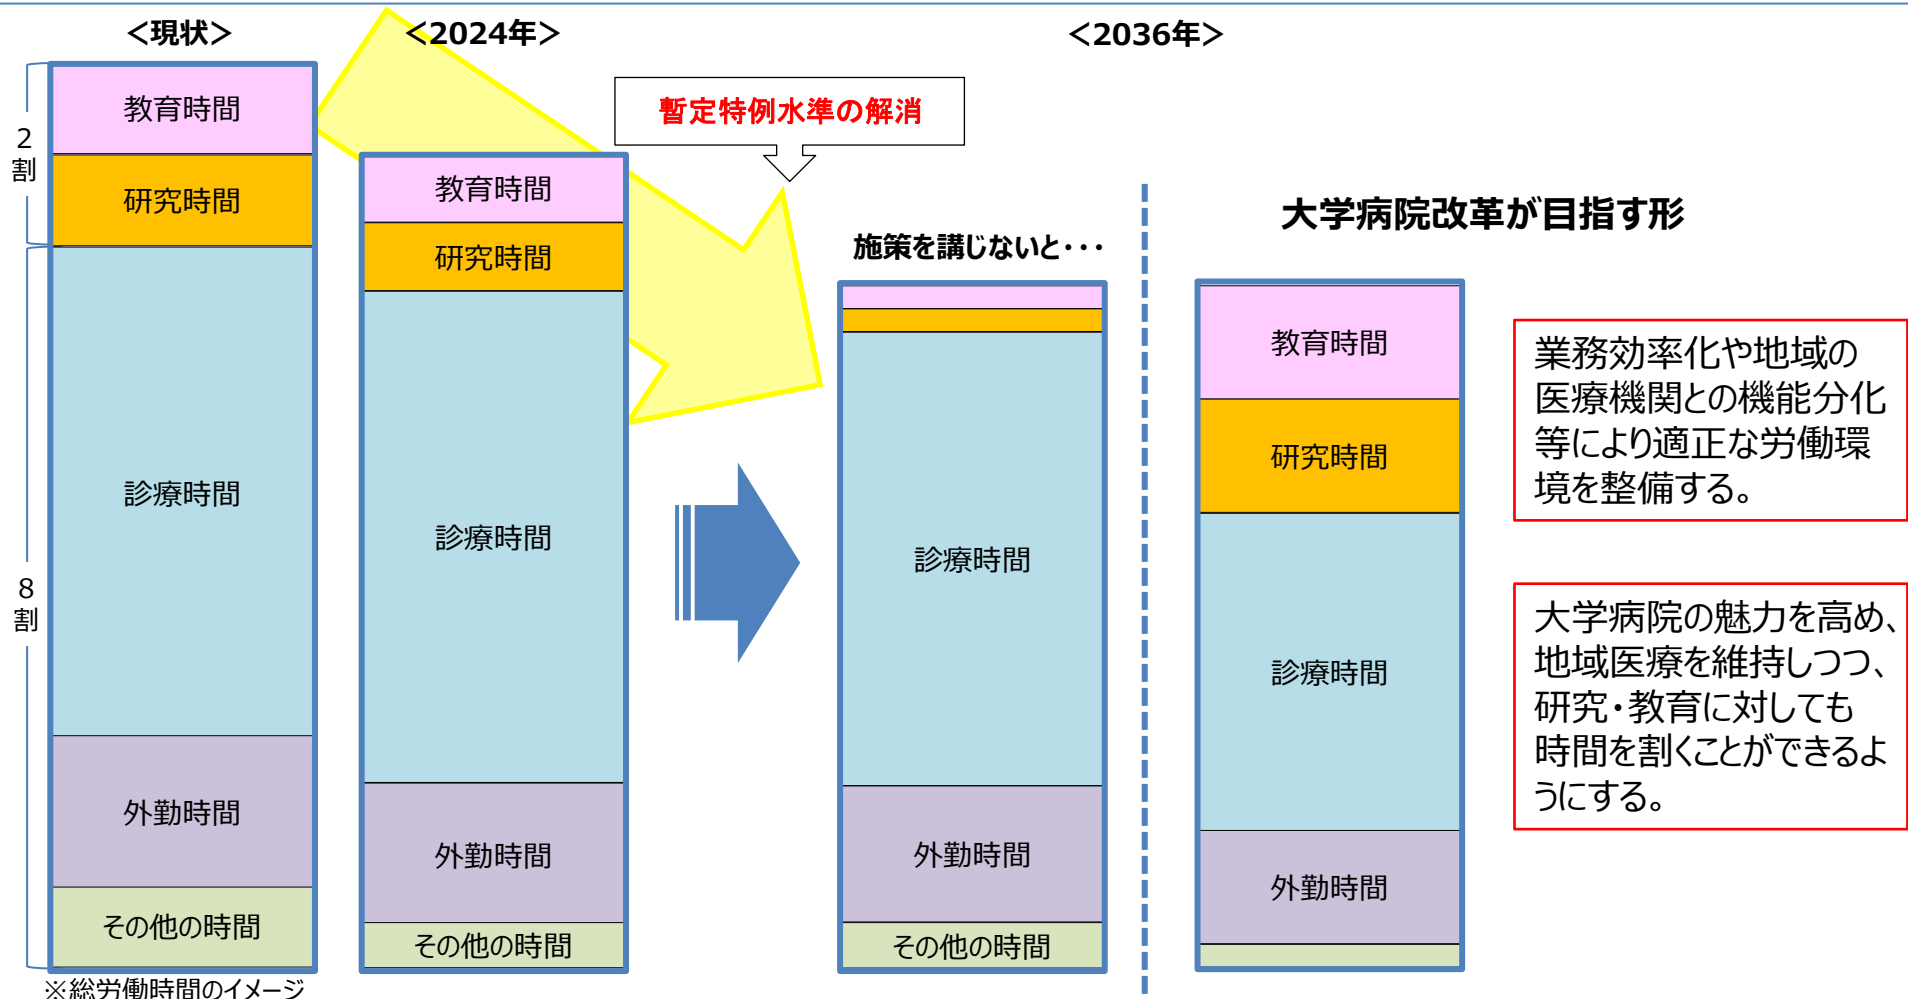 ＜現状＞
＜2024年＞
＜2036年＞
2
割
8
割
教育時間
研究時間
診療時間
外勤時間
その他の時間
※総労働時間のイメージ
教育時間
研究時間
診療時間
外勤時間
その他の時間
暫定特例水準の解消
施策を講じないと・・・
診療時間
外勤時間
その他の時間
大学病院改革が目指す形
教育時間
研究時間
診療時間
外勤時間
業務効率化や地域の
医療機関との機能分化
等により適正な労働環
境を整備する。
大学病院の魅力を高め、
地域医療を維持しつつ、
研究・教育に対しても
時間を割くことができるよ
うにする。